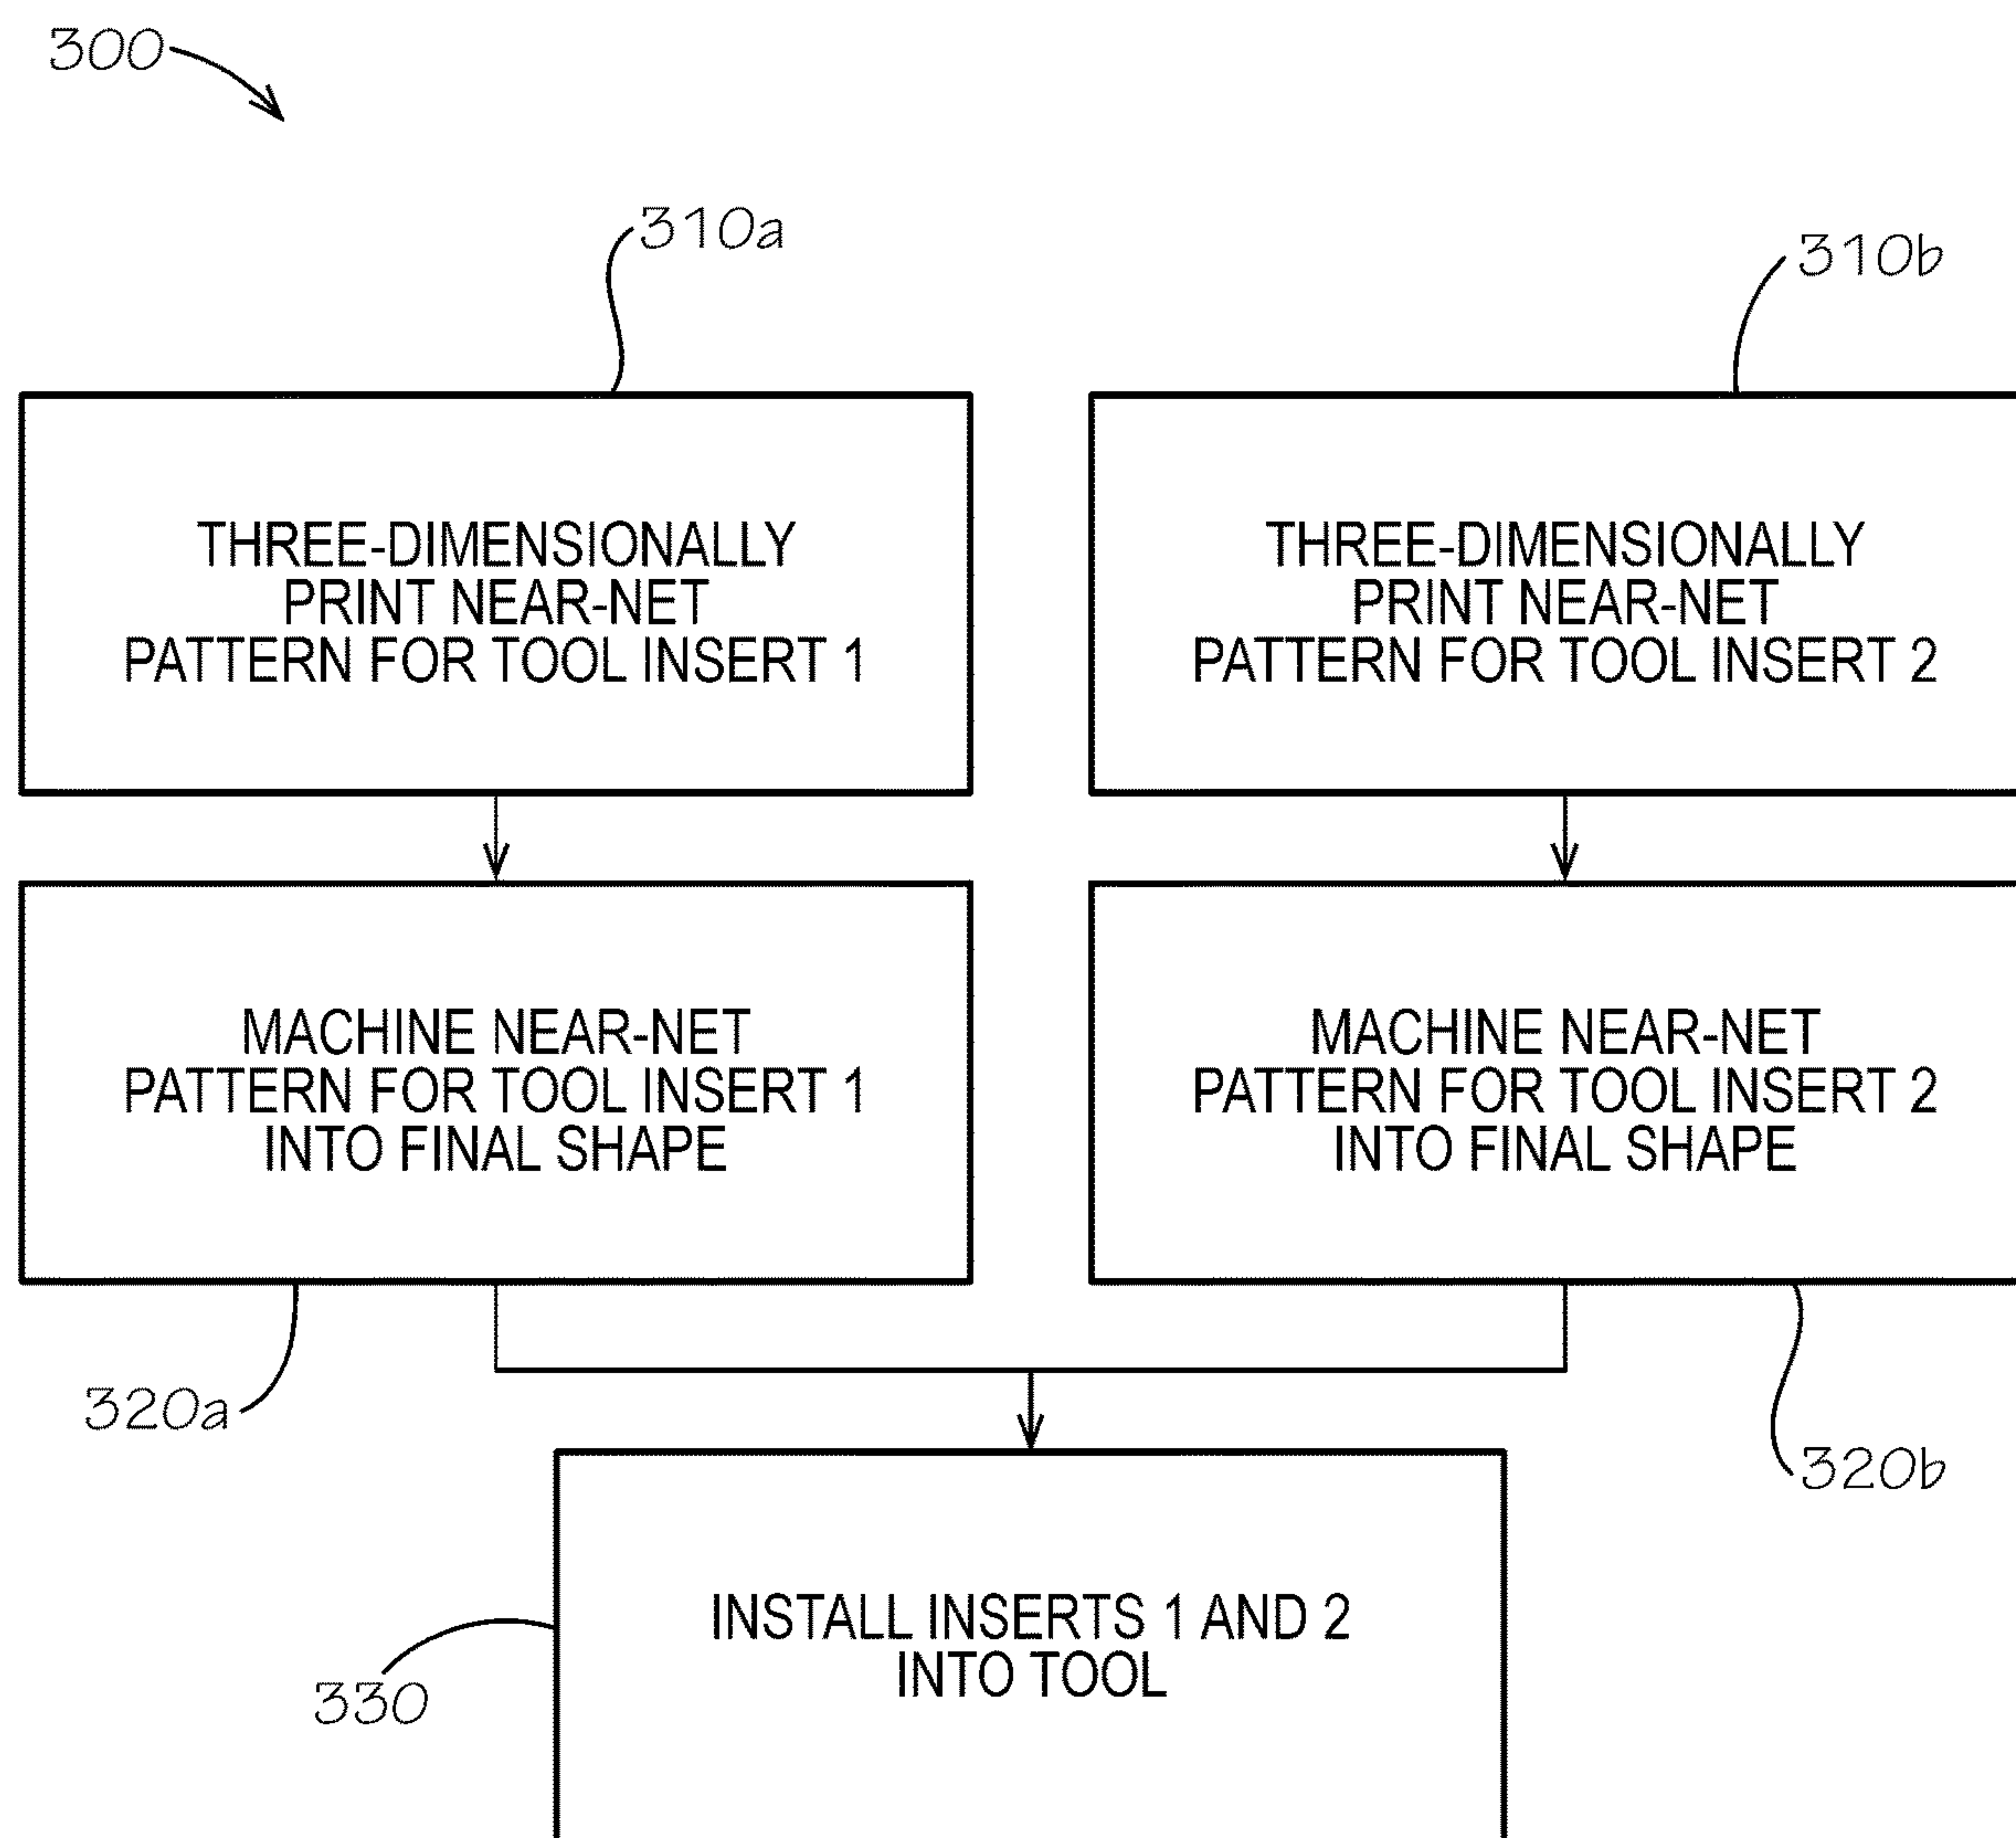 300
310a
310b
THREE-DIMENSIONALLY
PRINT NEAR-NET
PATTERN FOR TOOL INSERT 1
THREE-DIMENSIONALLY
PRINT NEAR-NET
PATTERN FOR TOOL INSERT 2
MACHINE NEAR-NET
PATTERN FOR TOOL INSERT 1
INTO FINAL SHAPE
MACHINE NEAR-NET
PATTERN FOR TOOL INSERT 2
INTO FINAL SHAPE
320a
320b
INSTALL INSERTS 1 AND 2
INTO TOOL
330